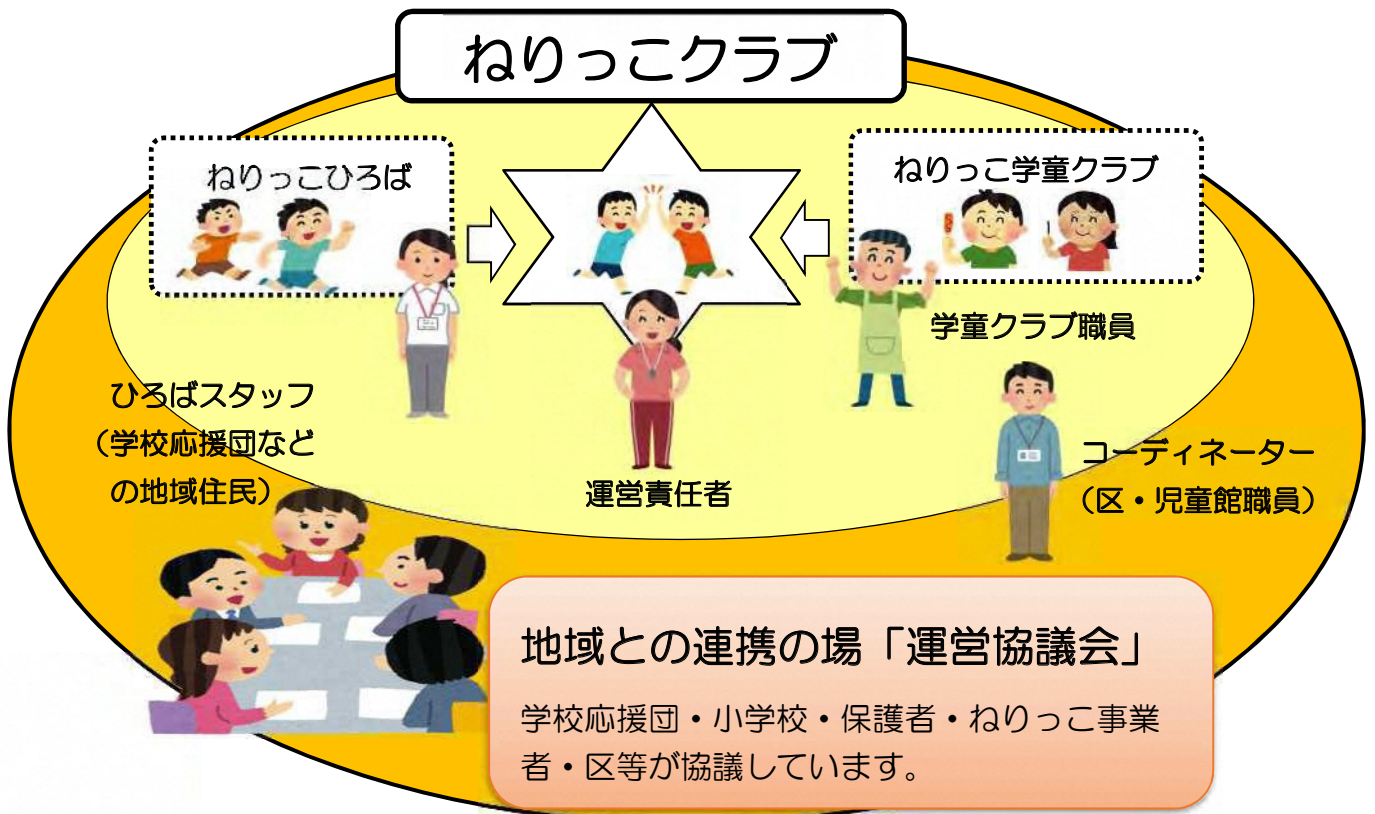 ねりっこクラブ
ねりっこひろば
ねりっこ学童クラブ
学童クラブ職員
ひろばスタッフ
(学校応援団など
の地域住民)
運営責任者
コーディネーター
(区・児童館職員)
地域との連携の場「運営協議会」
学校応援団・小学校・保護者・ねりっこ事業
者・区等が協議しています。